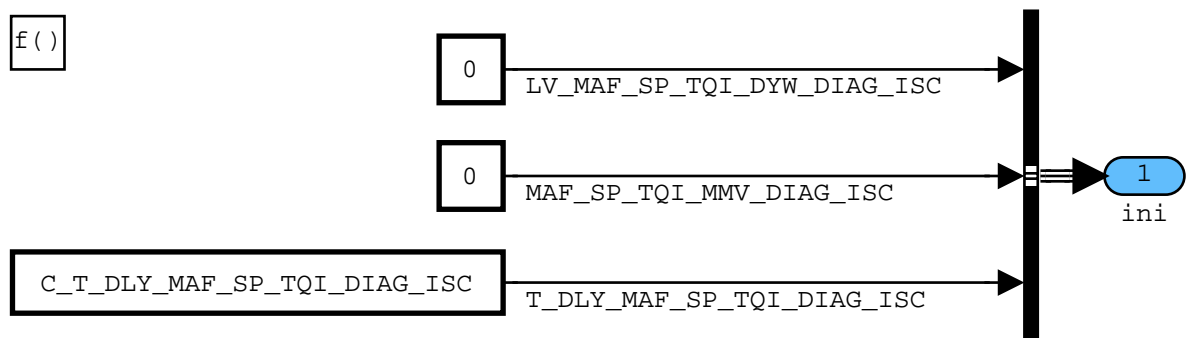 f()
0
LV_MAF_SP_TQI_DYW_DIAG_ISC
0
MAF_SP_TQI_MMV_DIAG_ISC
1
ini
C_T_DLY_MAF_SP_TQI_DIAG_ISC
T_DLY_MAF_SP_TQI_DIAG_ISC